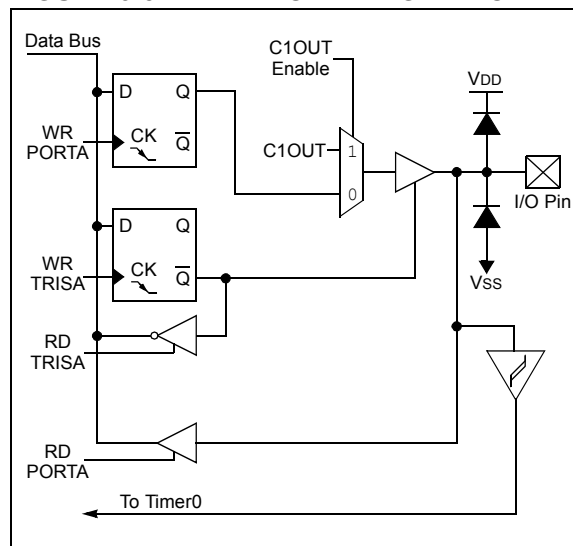 Data Bus
C1OUT
Enable
VDD
D
Q
WR
PORTA
CK
Q
C1OUT
1
0
I/O Pin
D
Q
WR
TRISA
CK
Q
VSS
RD
TRISA
RD
PORTA
To Timer0